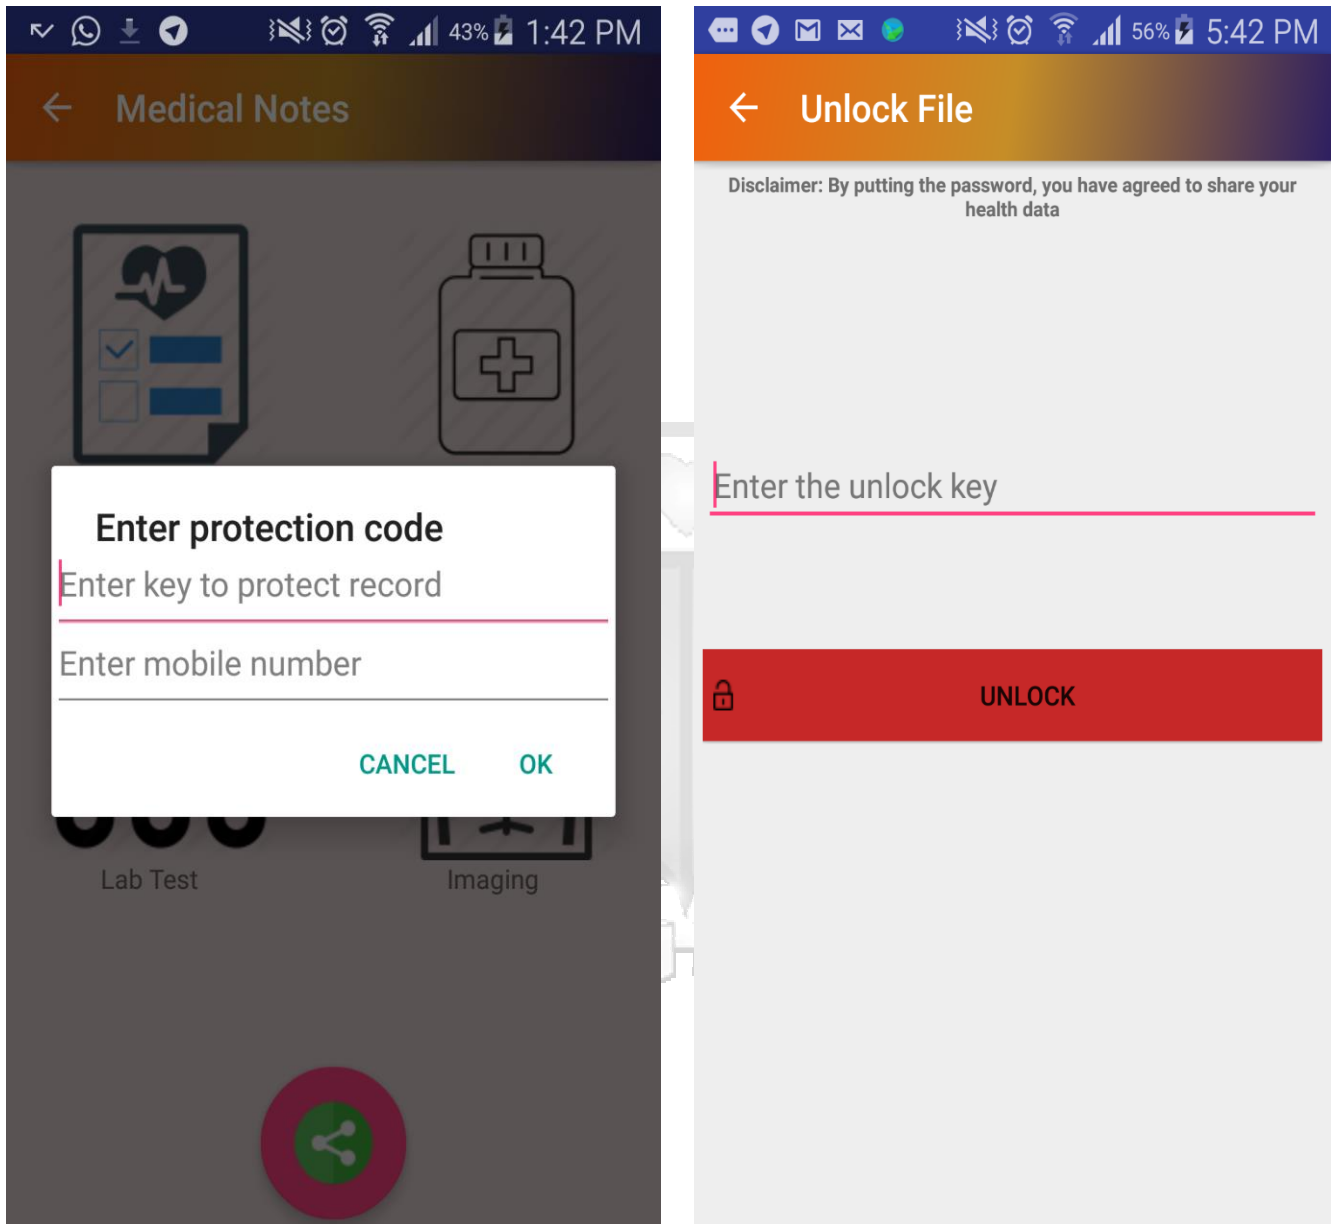 43% 1:42 PM
Medical Notes
Enter protection code
Enter key to protect record
Enter mobile number
CANCEL OK
Lab Test Imaging
56% 5:42 PM
Unlock File
Disclaimer: By putting the password, you have agreed to share your
health data
Enter the unlock key
UNLOCK